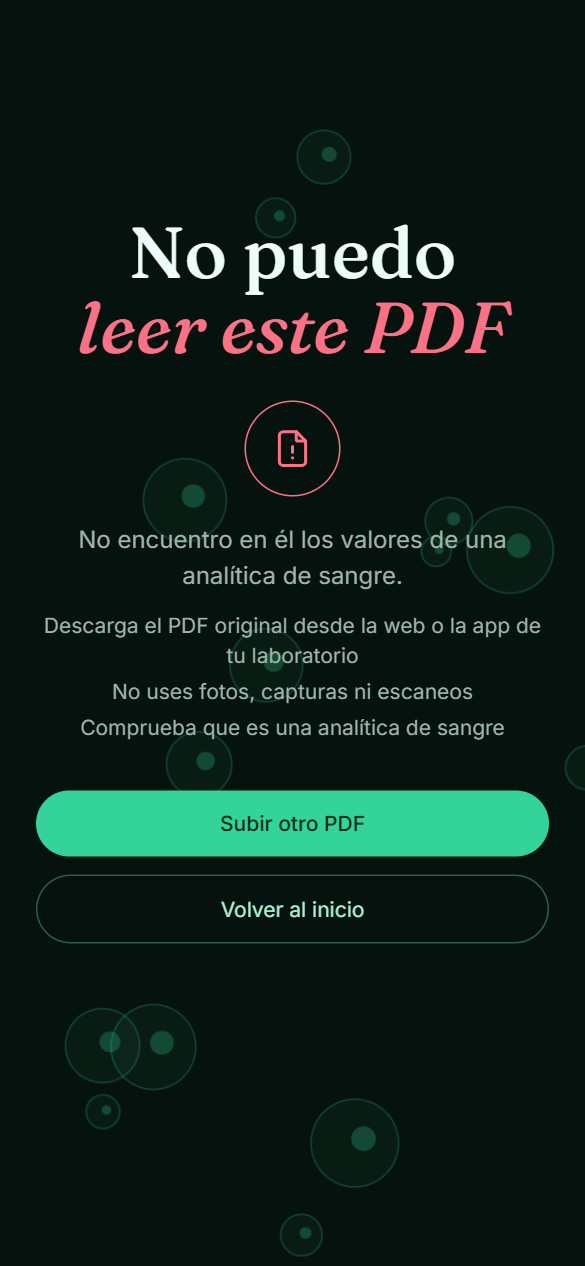 No puedo
leer este PDF
No encuentro en él los valores de una
analítica de sangre.
Descarga el PDF original desde la web o la app de
tu laboratorio
No uses fotos, capturas ni escaneos
Comprueba que es una analítica de sangre
Subir otro PDF
Volver al inicio